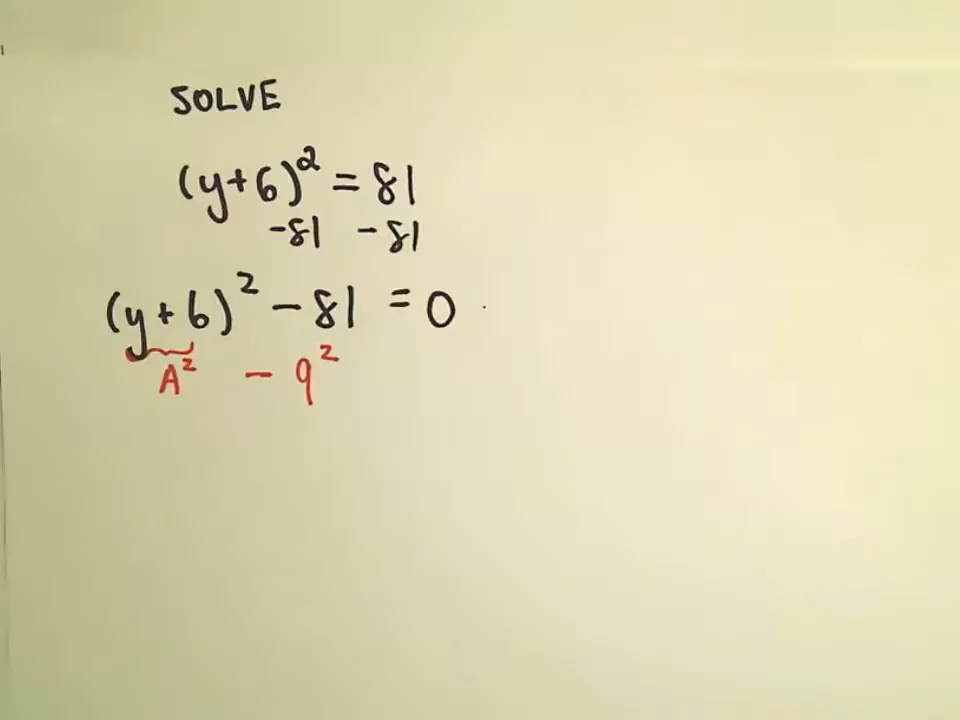 SOLVE
(y+6)² = 81
-81 -81
(y+6)² - 81 = 0
A² - 9²